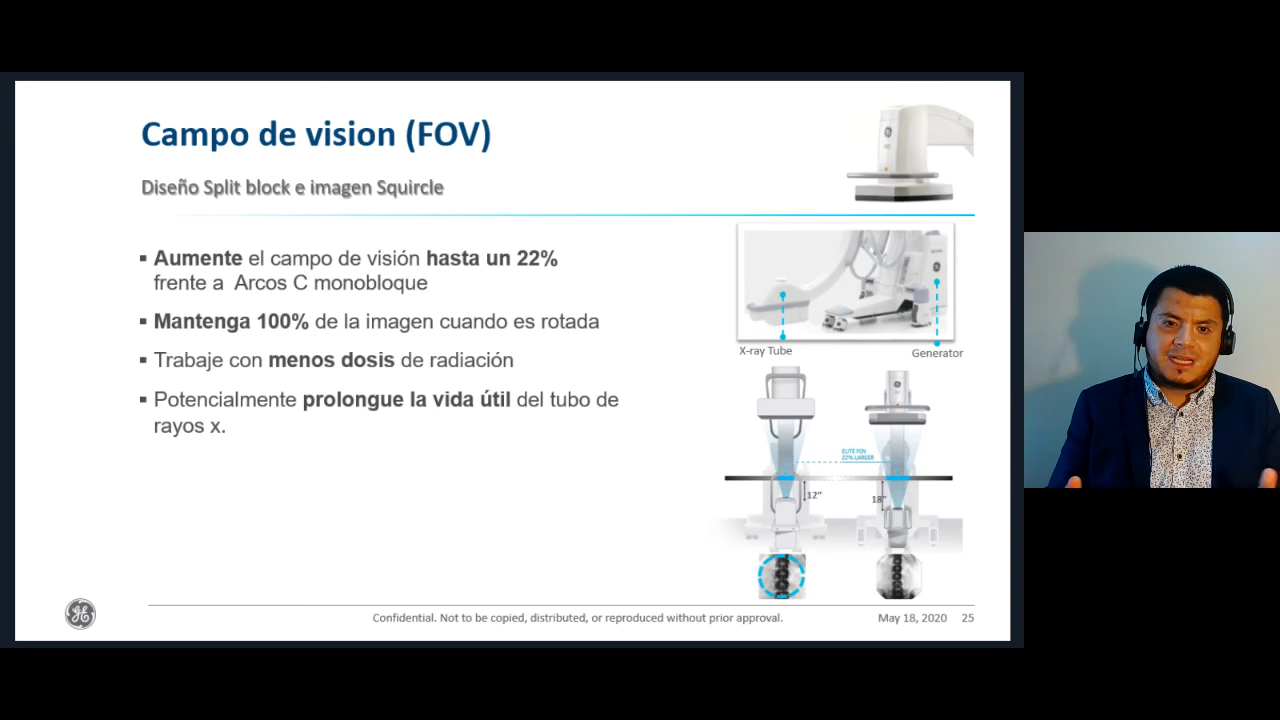 Campo de vision (FOV)
Diseño Split block e imagen Squircle
▪ Aumente el campo de visión hasta un 22%
frente a Arcos C monobloque
▪ Mantenga 100% de la imagen cuando es rotada
▪ Trabaje con menos dosis de radiación
▪ Potencialmente prolongue la vida útil del tubo de
rayos x.
X-ray Tube
Generator
ELITE FOV
22% LARGER
12”
18”
Confidential. Not to be copied, distributed, or reproduced without prior approval.
May 18, 2020 25